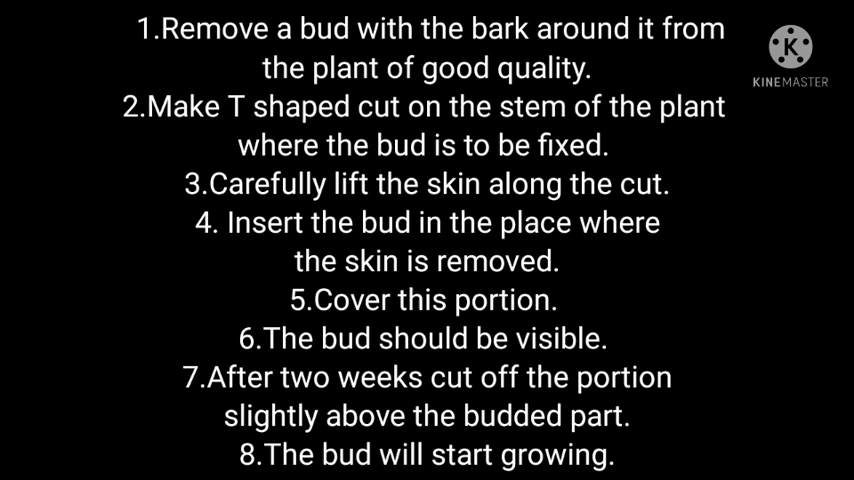 1.Remove a bud with the bark around it from
the plant of good quality.
2.Make T shaped cut on the stem of the plant
where the bud is to be fixed.
3.Carefully lift the skin along the cut.
4. Insert the bud in the place where
the skin is removed.
5.Cover this portion.
6.The bud should be visible.
7.After two weeks cut off the portion
slightly above the budded part.
8.The bud will start growing.
K
KINEMASTER